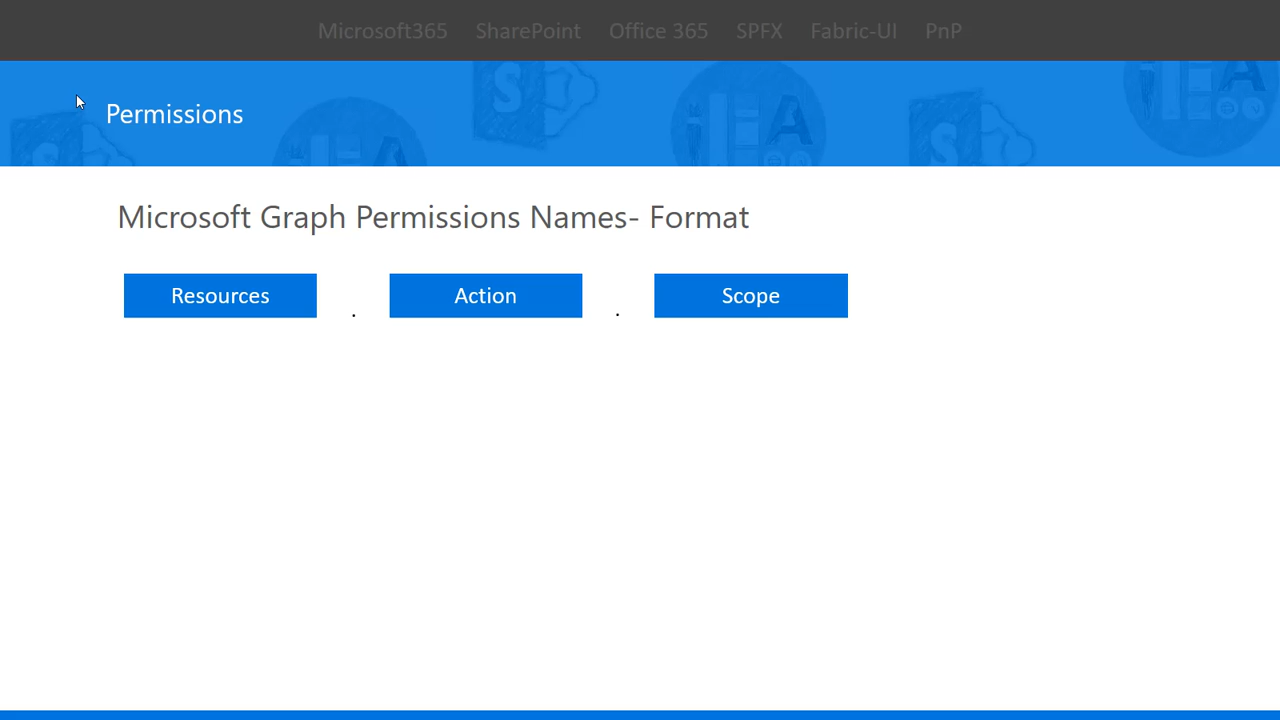 Microsoft365 SharePoint Office 365 SPFX Fabric-UI PnP
Permissions
Microsoft Graph Permissions Names- Format
Resources . Action . Scope